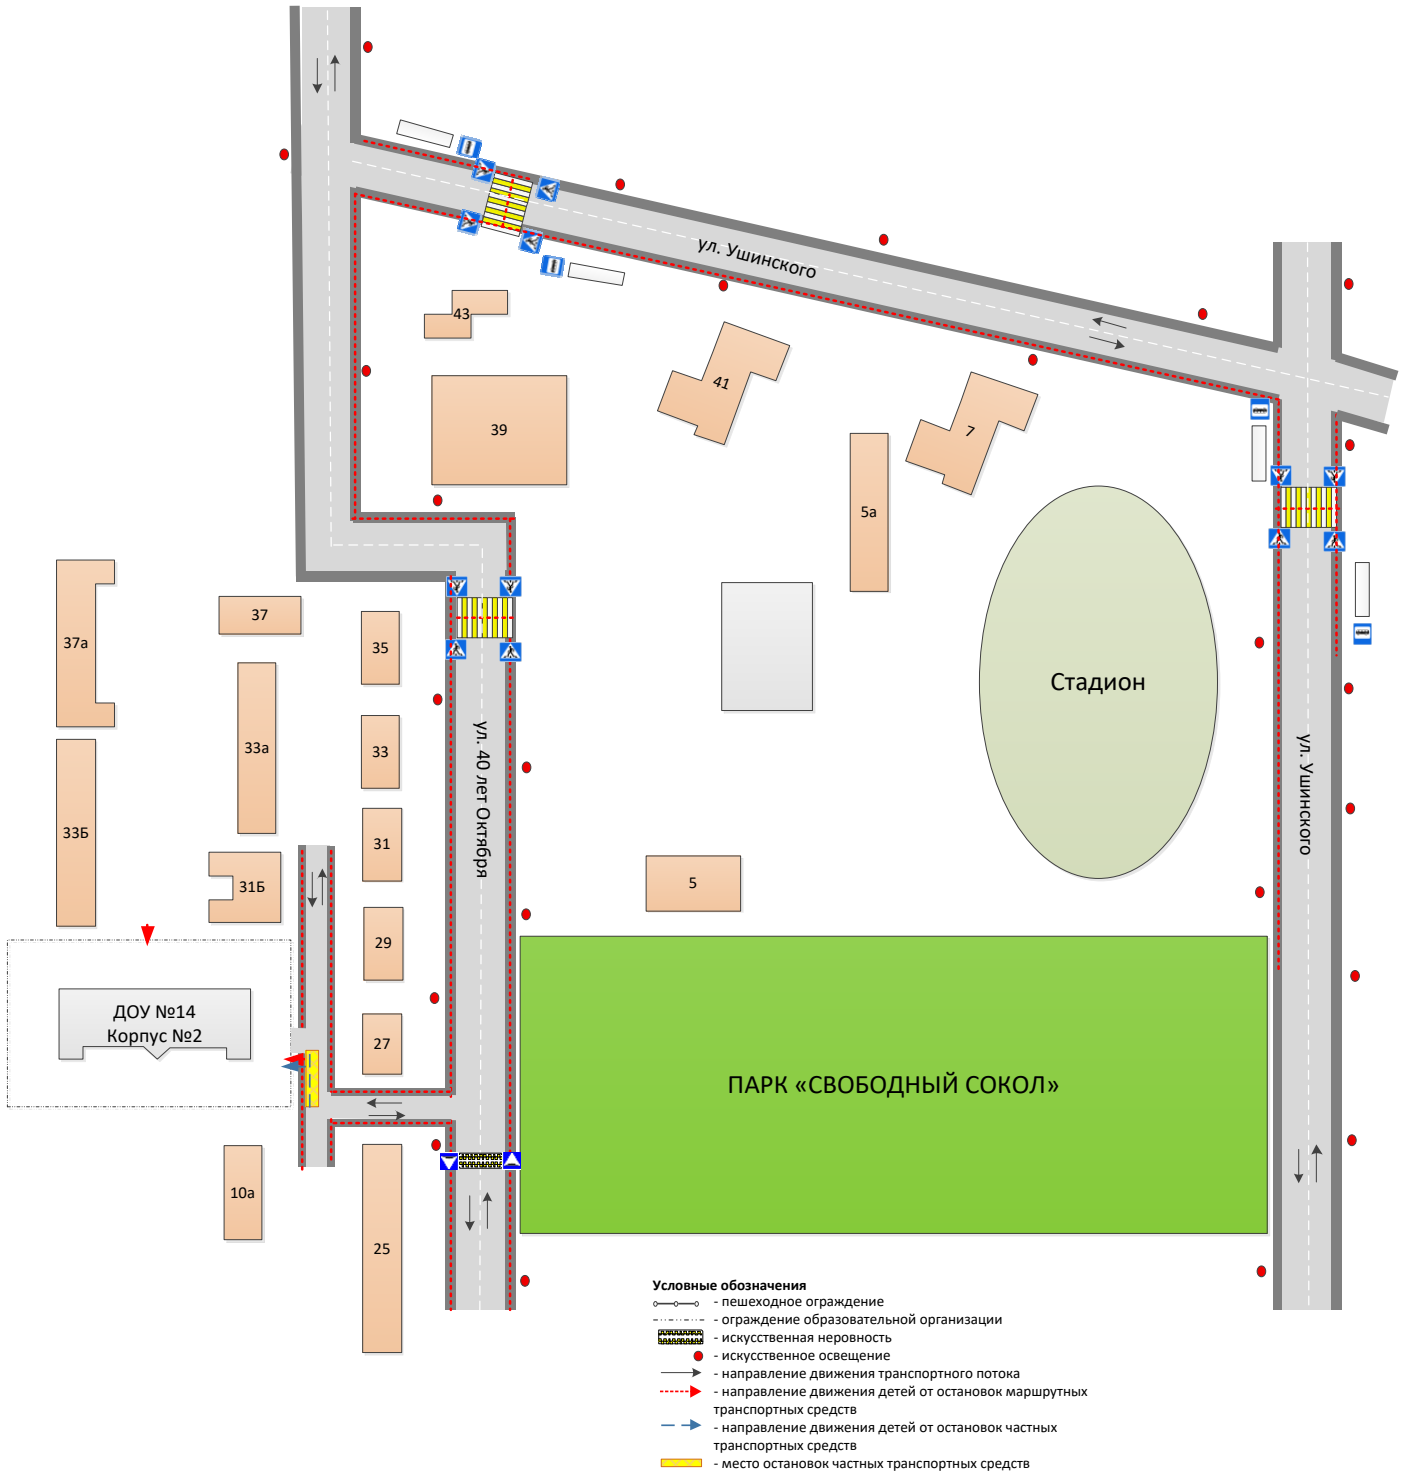 ул. Ушинского
43
41
7
39
5а
37
37а
35
Стадион
33а
33
ул. 40 лет Октября
ул. Ушинского
33Б
31
31Б
5
29
ДОУ №14
Корпус №2
27
ПАРК «СВОБОДНЫЙ СОКОЛ»
10а
25
Условные обозначения
- пешеходное ограждение
- ограждение образовательной организации
- искусственная неровность
- искусственное освещение
- направление движения транспортного потока
- направление движения детей от остановок маршрутных
транспортных средств
- направление движения детей от остановок частных
транспортных средств
- место остановок частных транспортных средств